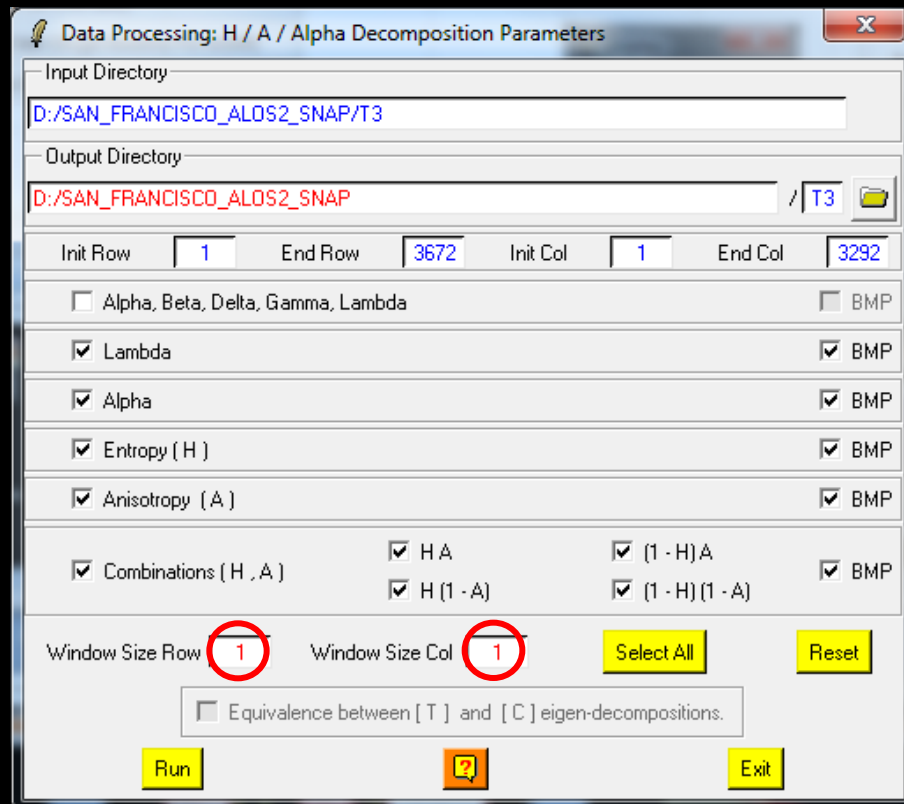 Data Processing: H / A / Alpha Decomposition Parameters
Input Directory
D:/SAN_FRANCISCO_ALOS2_SNAP/T3
Output Directory
D:/SAN_FRANCISCO_ALOS2_SNAP / T3
Init Row 1 End Row 3672 Init Col 1 End Col 3292
Alpha, Beta, Delta, Gamma, Lambda BMP
Lambda BMP
Alpha BMP
Entropy ( H ) BMP
Anisotropy ( A ) BMP
H A (1 - H) A
Combinations ( H , A ) BMP
H (1 - A) (1 - H) (1 - A)
Window Size Row 1 Window Size Col 1 Select All Reset
Equivalence between [ T ] and [ C ] eigen-decompositions.
Run ? Exit